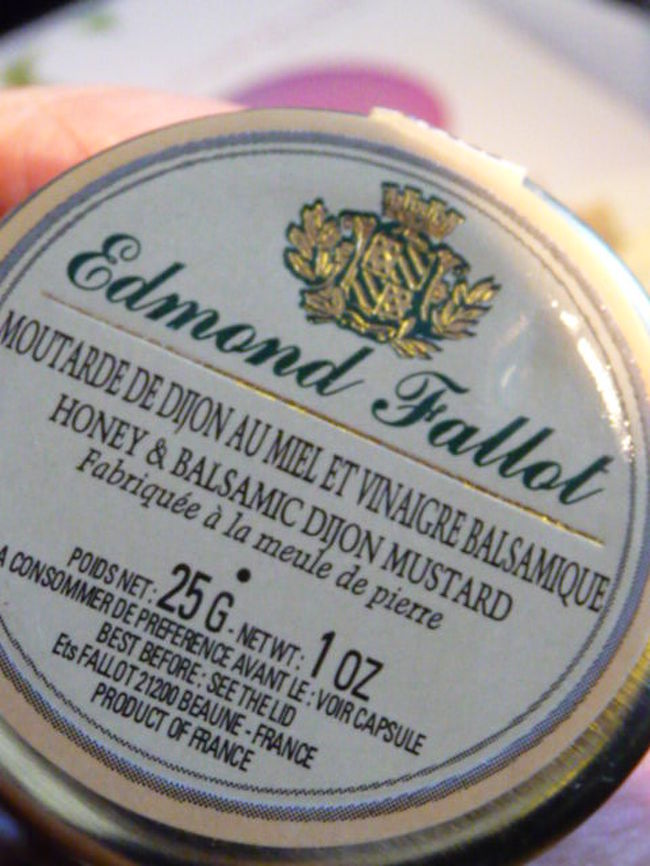 Edmond Fallot
MOUTARDE DE DIJON AU MIEL ET VINAIGRE BALSAMIQUE
HONEY & BALSAMIC DIJON MUSTARD
Fabriquée à la meule de pierre
POIDS NET : 25 G - NET WT : 1 OZ
A CONSOMMER DE PREFERENCE AVANT LE : VOIR CAPSULE
BEST BEFORE : SEE THE LID
Ets FALLOT 21200 BEAUNE - FRANCE
PRODUCT OF FRANCE